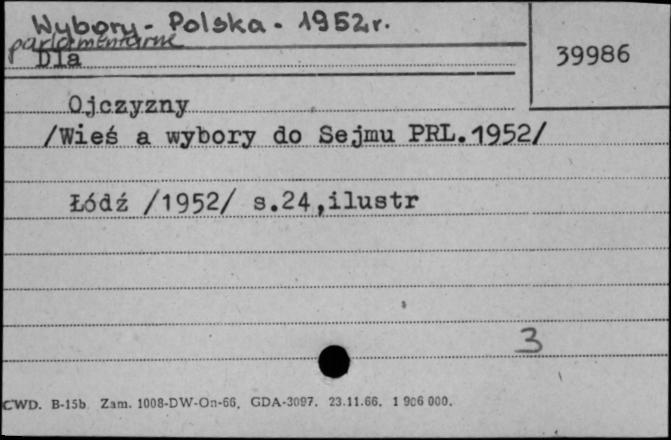 Wybory - Polska - 1952r.
parlamentarne
Dla
39986
Ojczyzny
/Wieś a wybory do Sejmu PRL.1952/
Łódź /1952/ s.24,ilustr
3
CWD. B-15b Zam. 1008-DW-On-66, GDA-3097. 23.11.66. 1 906 000.